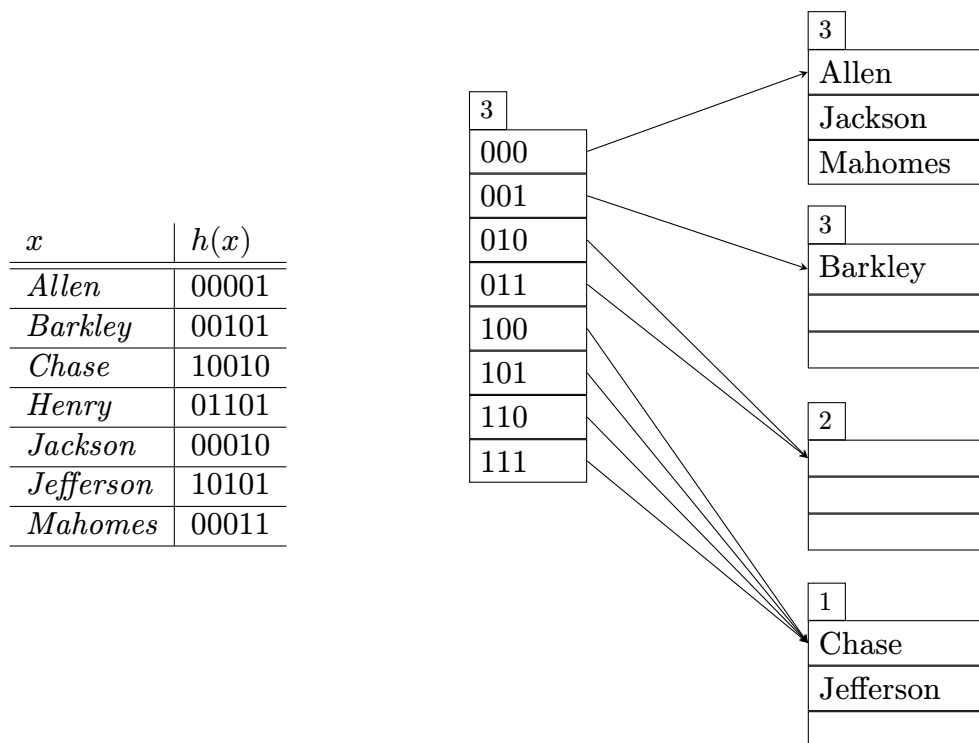 x h(x)
Allen 00001
Barkley 00101
Chase 10010
Henry 01101
Jackson 00010
Jefferson 10101
Mahomes 00011
3
000
001
010
011
100
101
110
111
3
Allen
Jackson
Mahomes
3
Barkley
2
1
Chase
Jefferson